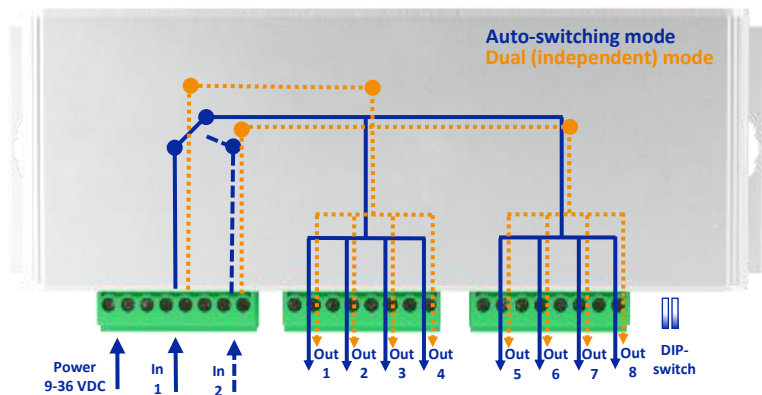 Auto-switching mode
Dual (independent) mode
Power
9-36 VDC
In
1
In
2
Out
1
Out
2
Out
3
Out
4
Out
5
Out
6
Out
7
Out
8
DIP-
switch